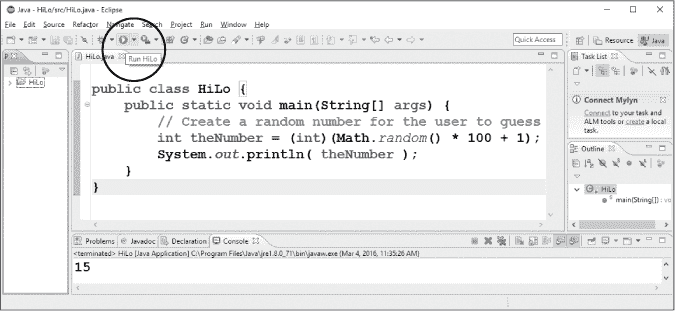 Java - HiLo/src/HiLo.java - Eclipse
File Edit Source Refactor Navigate Search Project Run Window Help
Quick Access Resource Java
HiLo.java
Run HiLo
HiLo
public class HiLo {
public static void main(String[] args) {
// Create a random number for the user to guess
int theNumber = (int)(Math.random() * 100 + 1);
System.out.println( theNumber );
}
}
Task List
Connect Mylyn
Connect to your task and
ALM tools or create a local
task.
Outline
HiLo
main(String[]) : vo
Problems @ Javadoc Declaration Console
<terminated> HiLo [Java Application] C:\Program Files\Java\jre1.8.0_71\bin\javaw.exe (Mar 4, 2016, 11:35:26 AM)
15